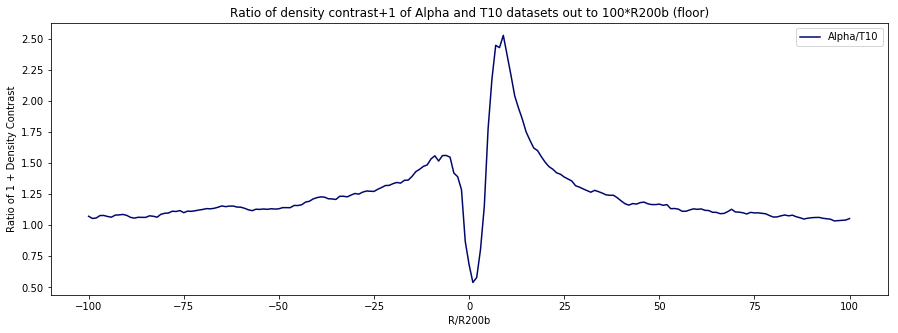 Ratio of density contrast+1 of Alpha and T10 datasets out to 100*R200b (floor)
Alpha/T10
Ratio of 1 + Density Contrast
2.50
2.25
2.00
1.75
1.50
1.25
1.00
0.75
0.50
−100 −75 −50 −25 0 25 50 75 100
R/R200b